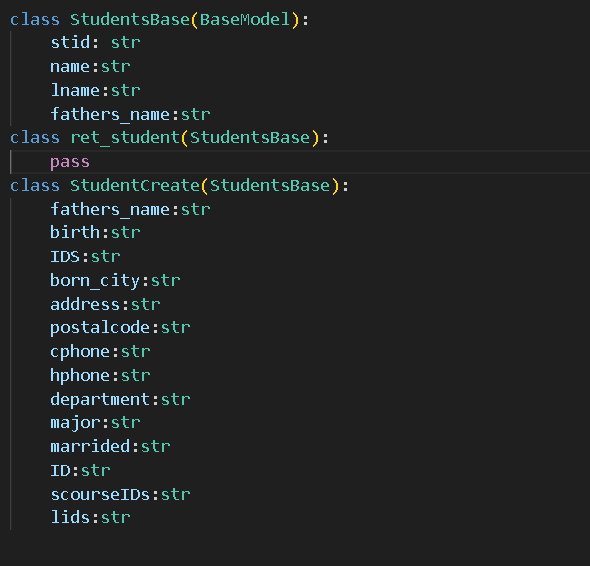 class StudentsBase(BaseModel):
    stid: str
    name:str
    lname:str
    fathers_name:str
class ret_student(StudentsBase):
    pass
class StudentCreate(StudentsBase):
    fathers_name:str
    birth:str
    IDS:str
    born_city:str
    address:str
    postalcode:str
    cphone:str
    hphone:str
    department:str
    major:str
    marrided:str
    ID:str
    scourseIDs:str
    lids:str